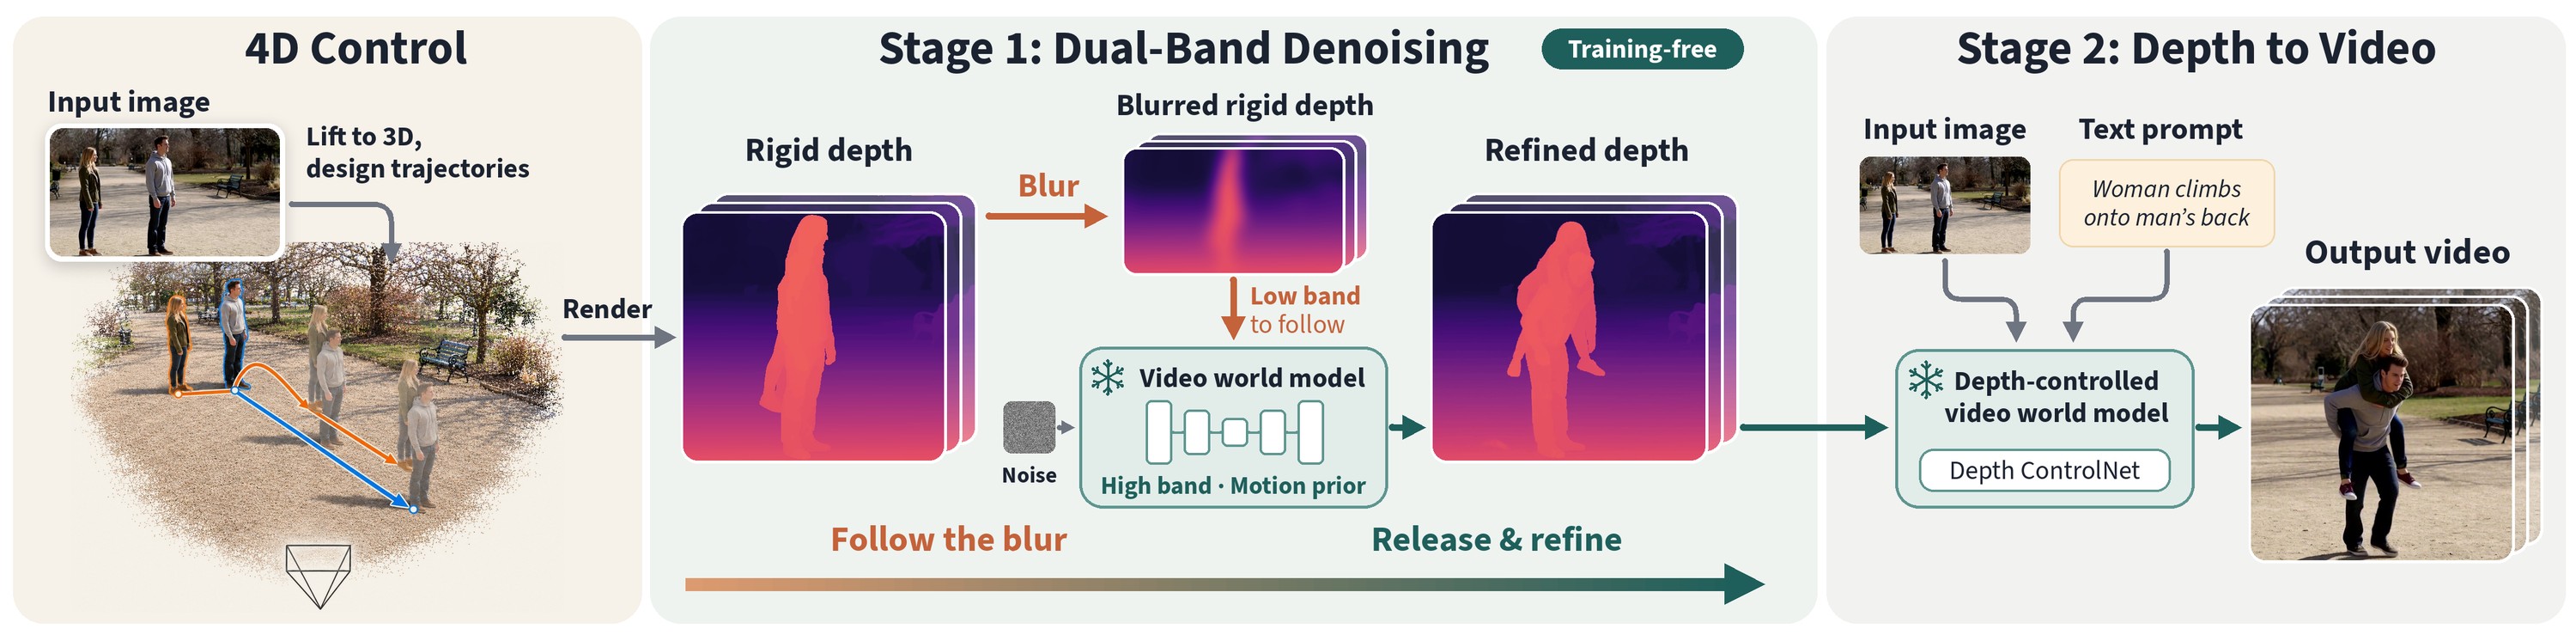 4D Control
Input image
Lift to 3D,
design trajectories
Render
Stage 1: Dual-Band Denoising
Training-free
Rigid depth
Blur
Blurred rigid depth
Low band
to follow
Noise
Video world model
High band · Motion prior
Refined depth
Follow the blur
Release & refine
Stage 2: Depth to Video
Input image
Text prompt
Woman climbs
onto man’s back
Depth-controlled
video world model
Depth ControlNet
Output video